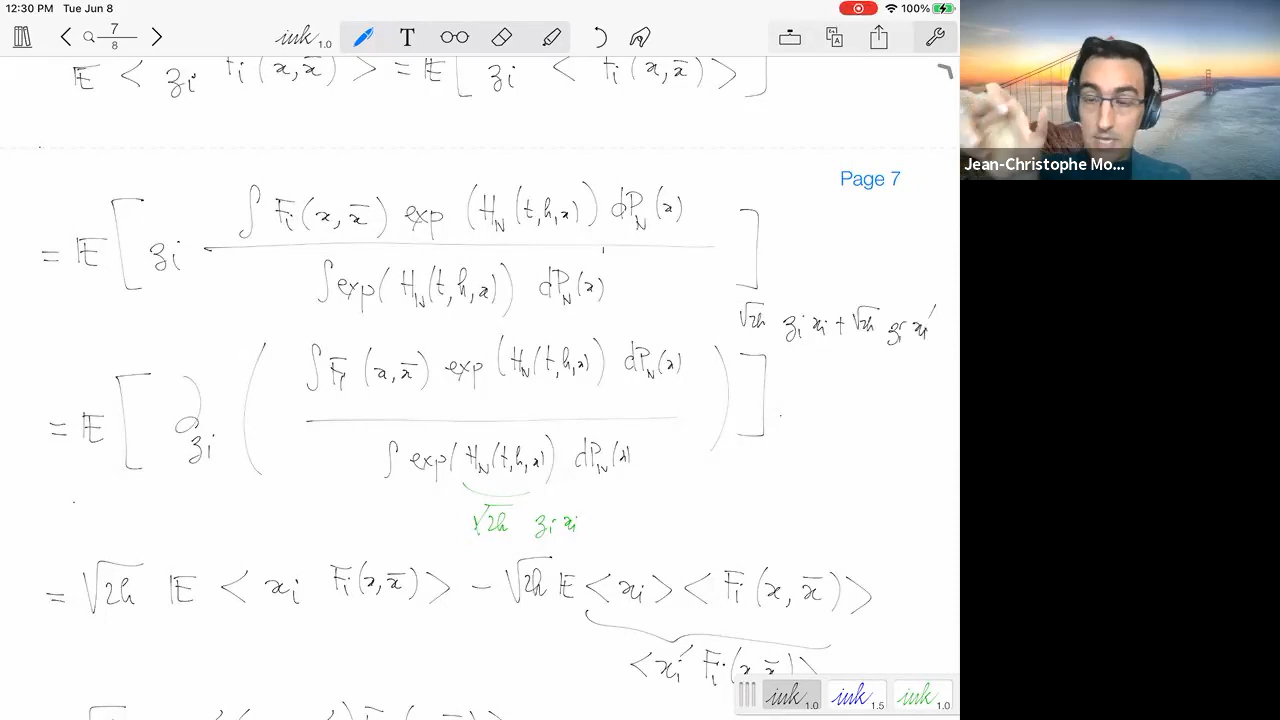 12:30 PM Tue Jun 8
100%
7
8
ink 1.0
T
𝔼 < z_i F_i(x, x̄) > = 𝔼 [ z_i < F_i(x, x̄) > ]
Page 7
= 𝔼 [ z_i ∫ F_i(x, x̄) exp (H_N(t,h,x)) dP_N(x)
∫ exp(H_N(t,h,x)) dP_N(x) ]
√2h z_i x_i + √2h z_i x_i'
= 𝔼 [ ∂_{z_i} ( ∫ F_i (x, x̄) exp (H_N(t,h,x)) dP_N(x)
∫ exp(H_N(t,h,x)) dP_N(x) ) ] .
√2h z_i x_i
= √2h 𝔼 < x_i F_i(x, x̄) > − √2h 𝔼 < x_i > < F_i (x, x̄) >
< x_i' F_i(x, x̄) >
ink 1.0
ink 1.5
ink 1.0
Jean-Christophe Mo...